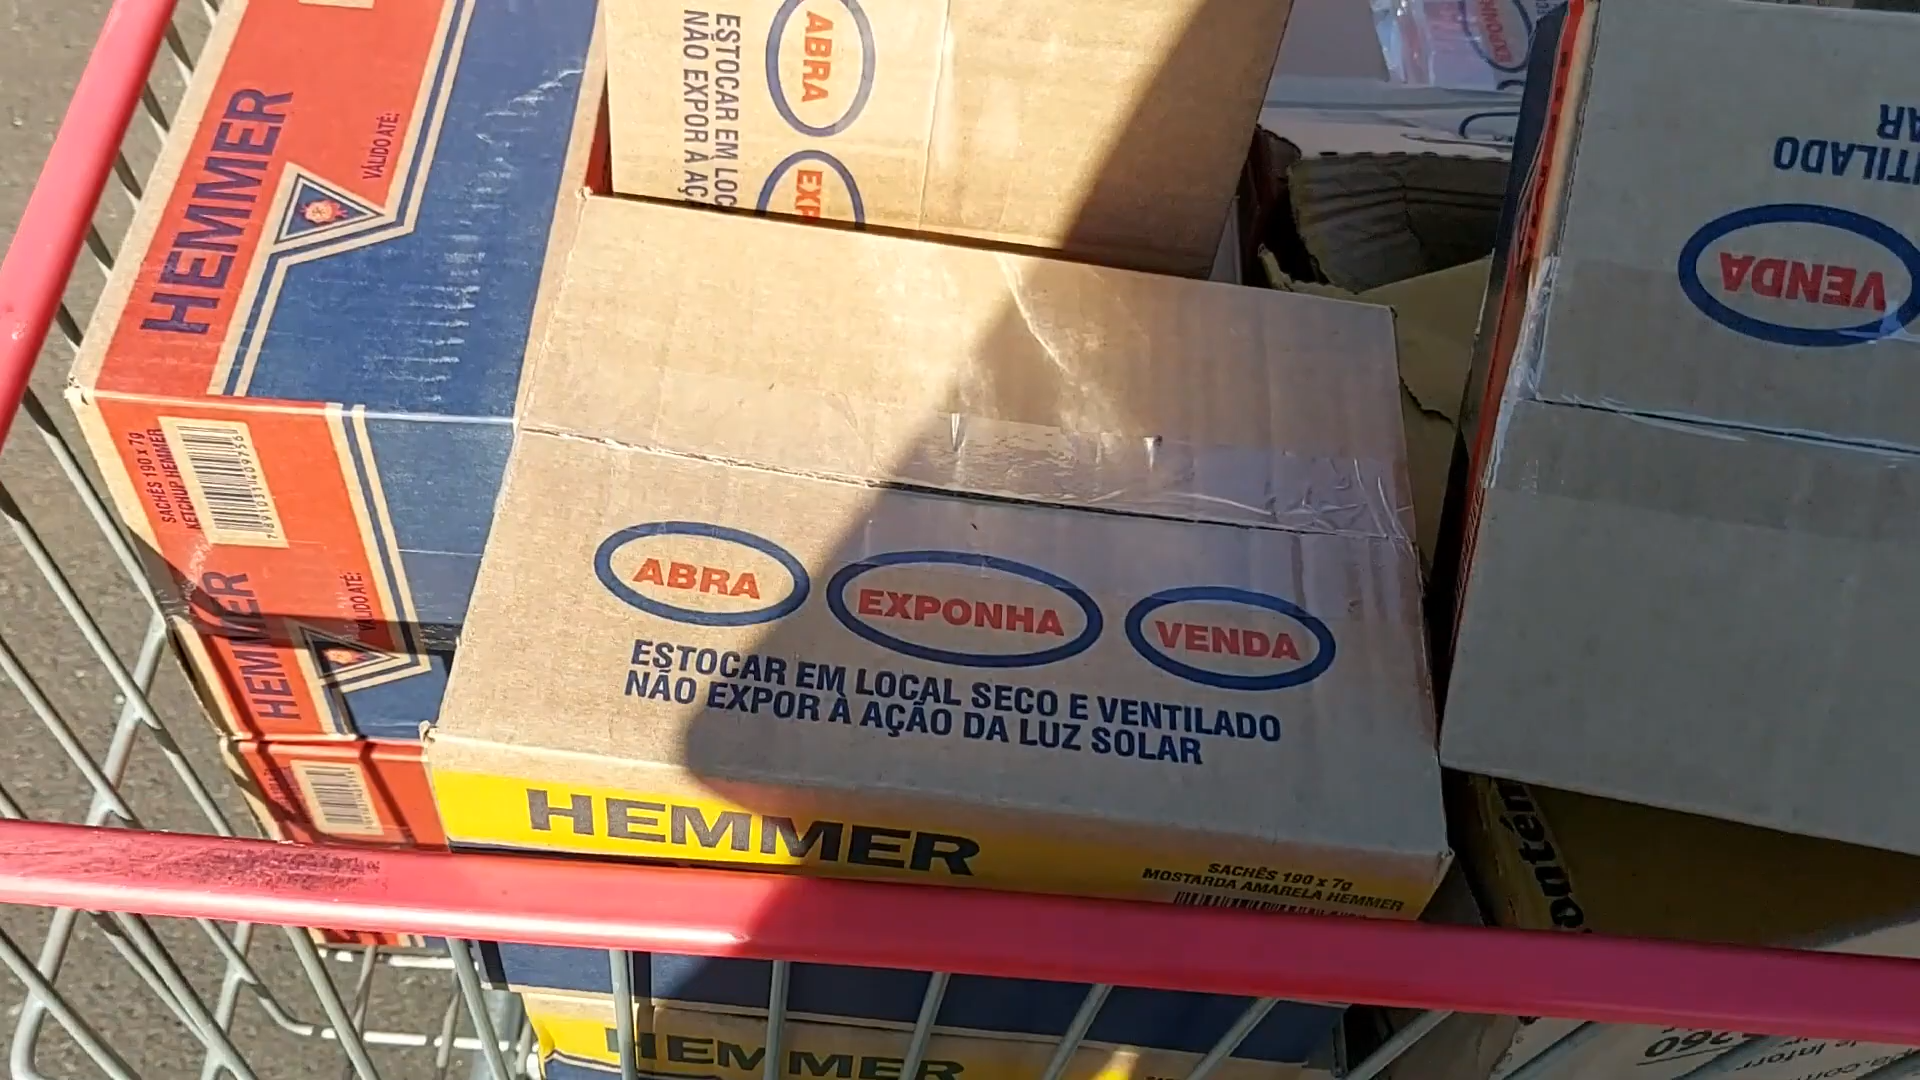 HEMMER
VÁLIDO ATÉ:
SACHÊS 190 x 7g
KETCHUP HEMMER
HEMMER
VÁLIDO ATÉ:
ABRA
ESTOCAR EM LOC
NÃO EXPOR À AÇ
VENDA
ABRA
EXPONHA
VENDA
ESTOCAR EM LOCAL SECO E VENTILADO
NÃO EXPOR À AÇÃO DA LUZ SOLAR
HEMMER
SACHÊS 190 x 7g
MOSTARDA AMARELA HEMMER
HEMMER